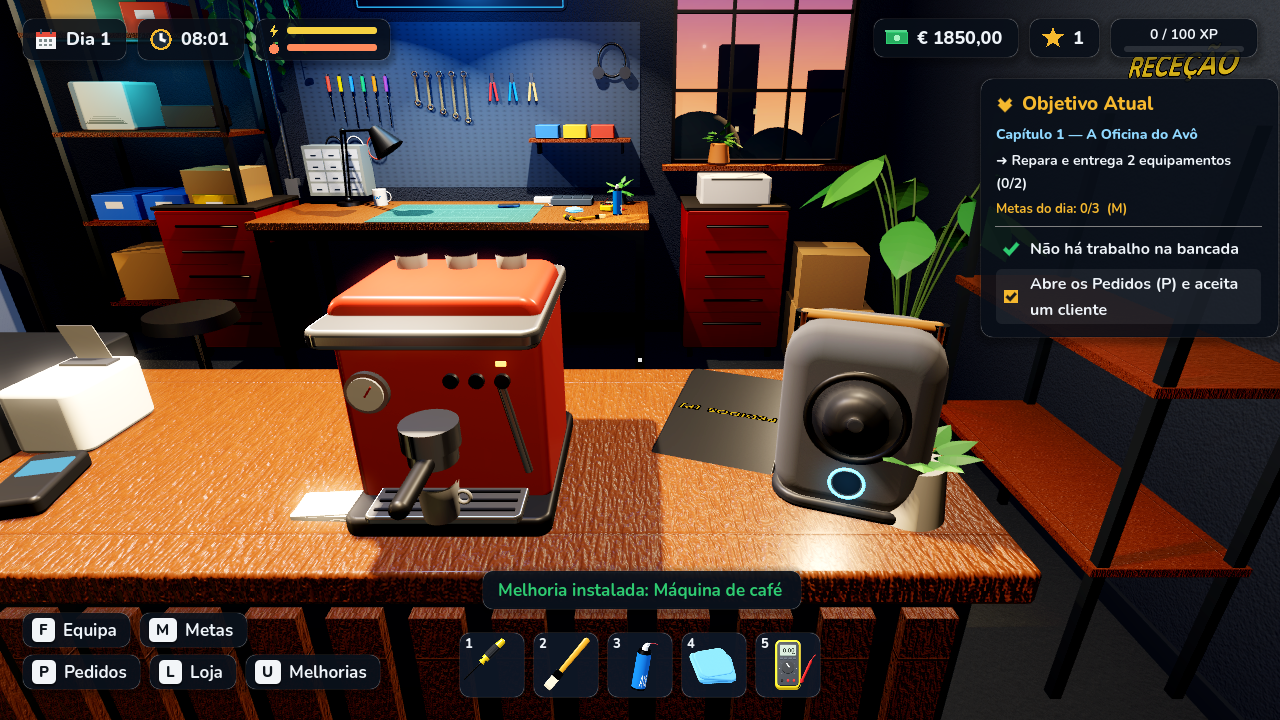 Dia 1
08:01
€ 1850,00
1
0 / 100 XP
RECEÇÃO
Objetivo Atual
Capítulo 1 — A Oficina do Avô
→ Repara e entrega 2 equipamentos
(0/2)
Metas do dia: 0/3 (M)
Não há trabalho na bancada
Abre os Pedidos (P) e aceita
um cliente
Melhoria instalada: Máquina de café
F Equipa
M Metas
P Pedidos
L Loja
U Melhorias
1
2
3
4
5
0.00